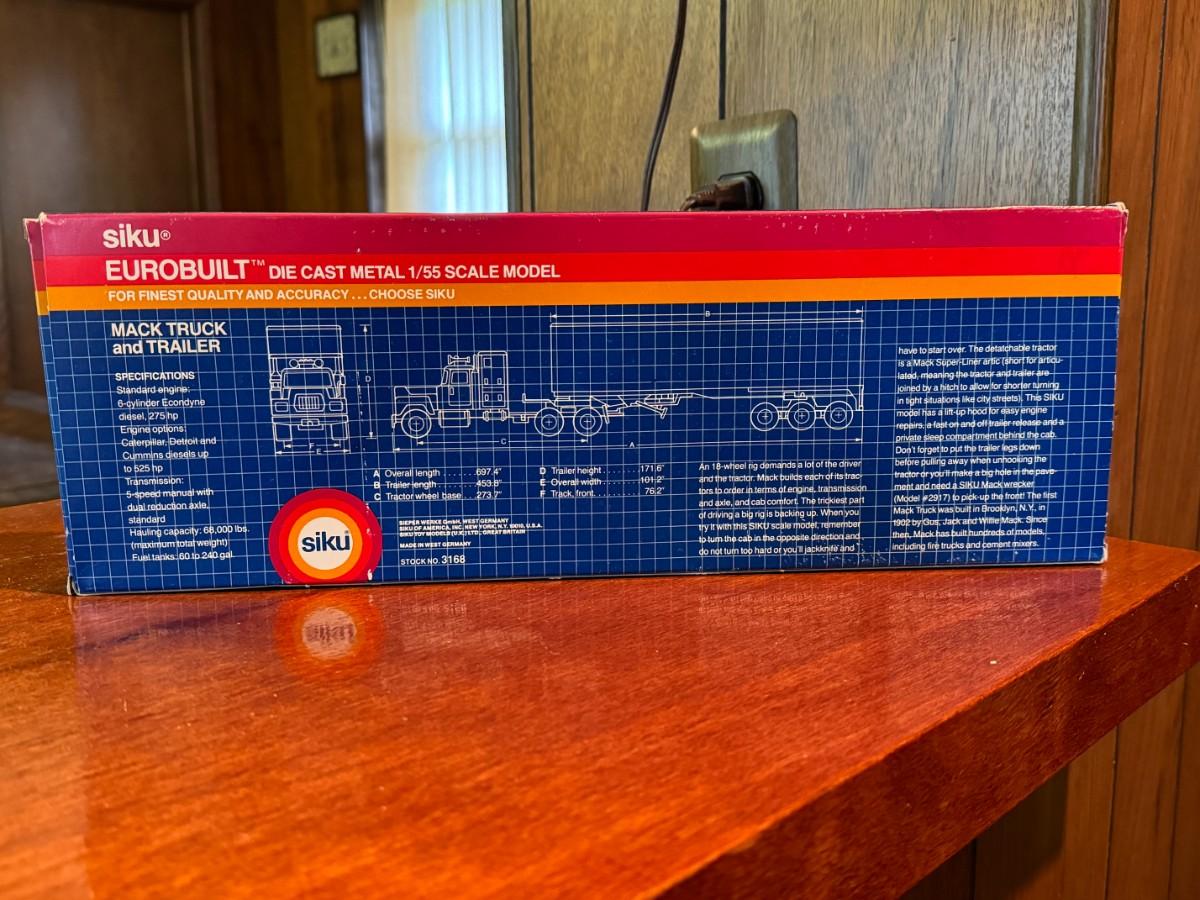 siku®
EUROBUILT™ DIE CAST METAL 1/55 SCALE MODEL
FOR FINEST QUALITY AND ACCURACY...CHOOSE SIKU
MACK TRUCK
and TRAILER
SPECIFICATIONS
Standard engine:
6-cylinder Econdyne
diesel, 275 hp
Engine options:
Caterpillar, Detroit and
Cummins diesels up
to 525 hp
Transmission:
5-speed manual with
dual reduction axle,
standard
Hauling capacity: 68,000 lbs.
(maximum total weight)
Fuel tanks: 60 to 240 gal.
D
F
E
B
C
A
A Overall length ........697.4"
B Trailer length ........453.8"
C Tractor wheel base ....273.7"
D Trailer height ........171.6"
E Overall width .........101.2"
F Track, front ..........76.2"
siku
SIEPER WERKE GmbH, WEST GERMANY
SIKU OF AMERICA, INC. NEW YORK, N.Y. 10010, U.S.A.
SIKU TOY MODELS (U.K.) LTD., GREAT BRITAIN
MADE IN WEST GERMANY
STOCK NO. 3168
An 18-wheel rig demands a lot of the driver
and the tractor. Mack builds each of its trac-
tors to order in terms of engine, transmission
and axle, and cab comfort. The trickiest part
of driving a big rig is backing up. When you
try it with this SIKU scale model, remember
to turn the cab in the opposite direction and
do not turn too hard or you'll jackknife and
have to start over. The detatchable tractor
is a Mack Super-Liner artic (short for articu-
lated, meaning the tractor and trailer are
joined by a hitch to allow for shorter turning
in tight situations like city streets). This SIKU
model has a lift-up hood for easy engine
repairs, a fast on and off trailer release and a
private sleep compartment behind the cab.
Don't forget to put the trailer legs down
before pulling away when unhooking the
tractor or you'll make a big hole in the pave-
ment and need a SIKU Mack wrecker
(Model #2917) to pick-up the front! The first
Mack Truck was built in Brooklyn, N.Y., in
1902 by Gus, Jack and Willie Mack. Since
then, Mack has built hundreds of models,
including fire trucks and cement mixers.